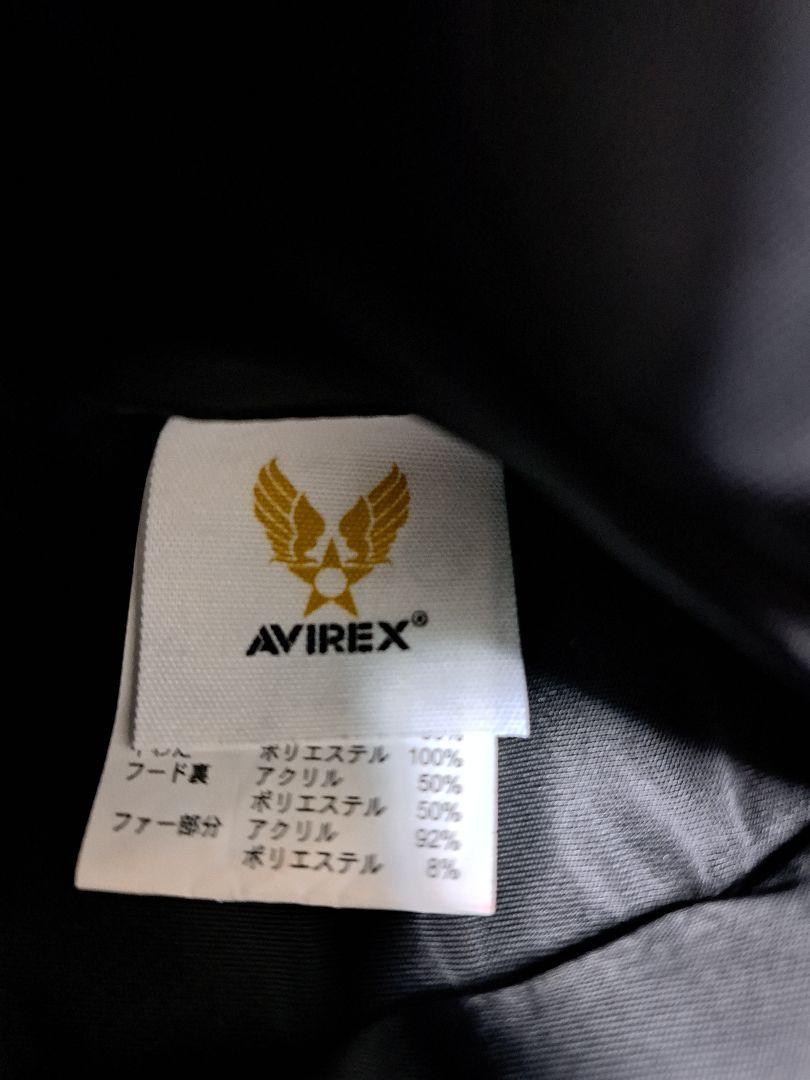 AVIREX®
ポリエステル 100%
フード裏 アクリル 50%
ポリエステル 50%
ファー部分 アクリル 92%
ポリエステル 8%